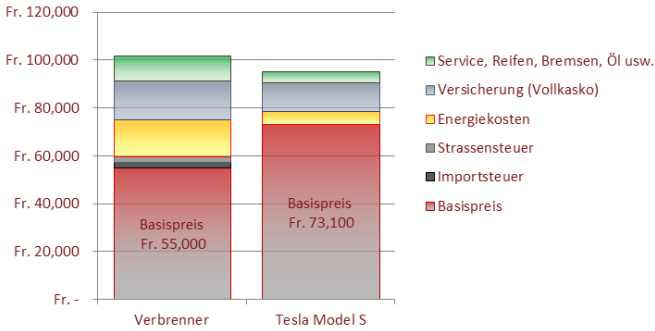 Fr. 120,000
Fr. 100,000
Fr. 80,000
Fr. 60,000
Fr. 40,000
Fr. 20,000
Fr. -
Basispreis
Fr. 55,000
Basispreis
Fr. 73,100
Verbrenner
Tesla Model S
Service, Reifen, Bremsen, Öl usw.
Versicherung (Vollkasko)
Energiekosten
Strassensteuer
Importsteuer
Basispreis